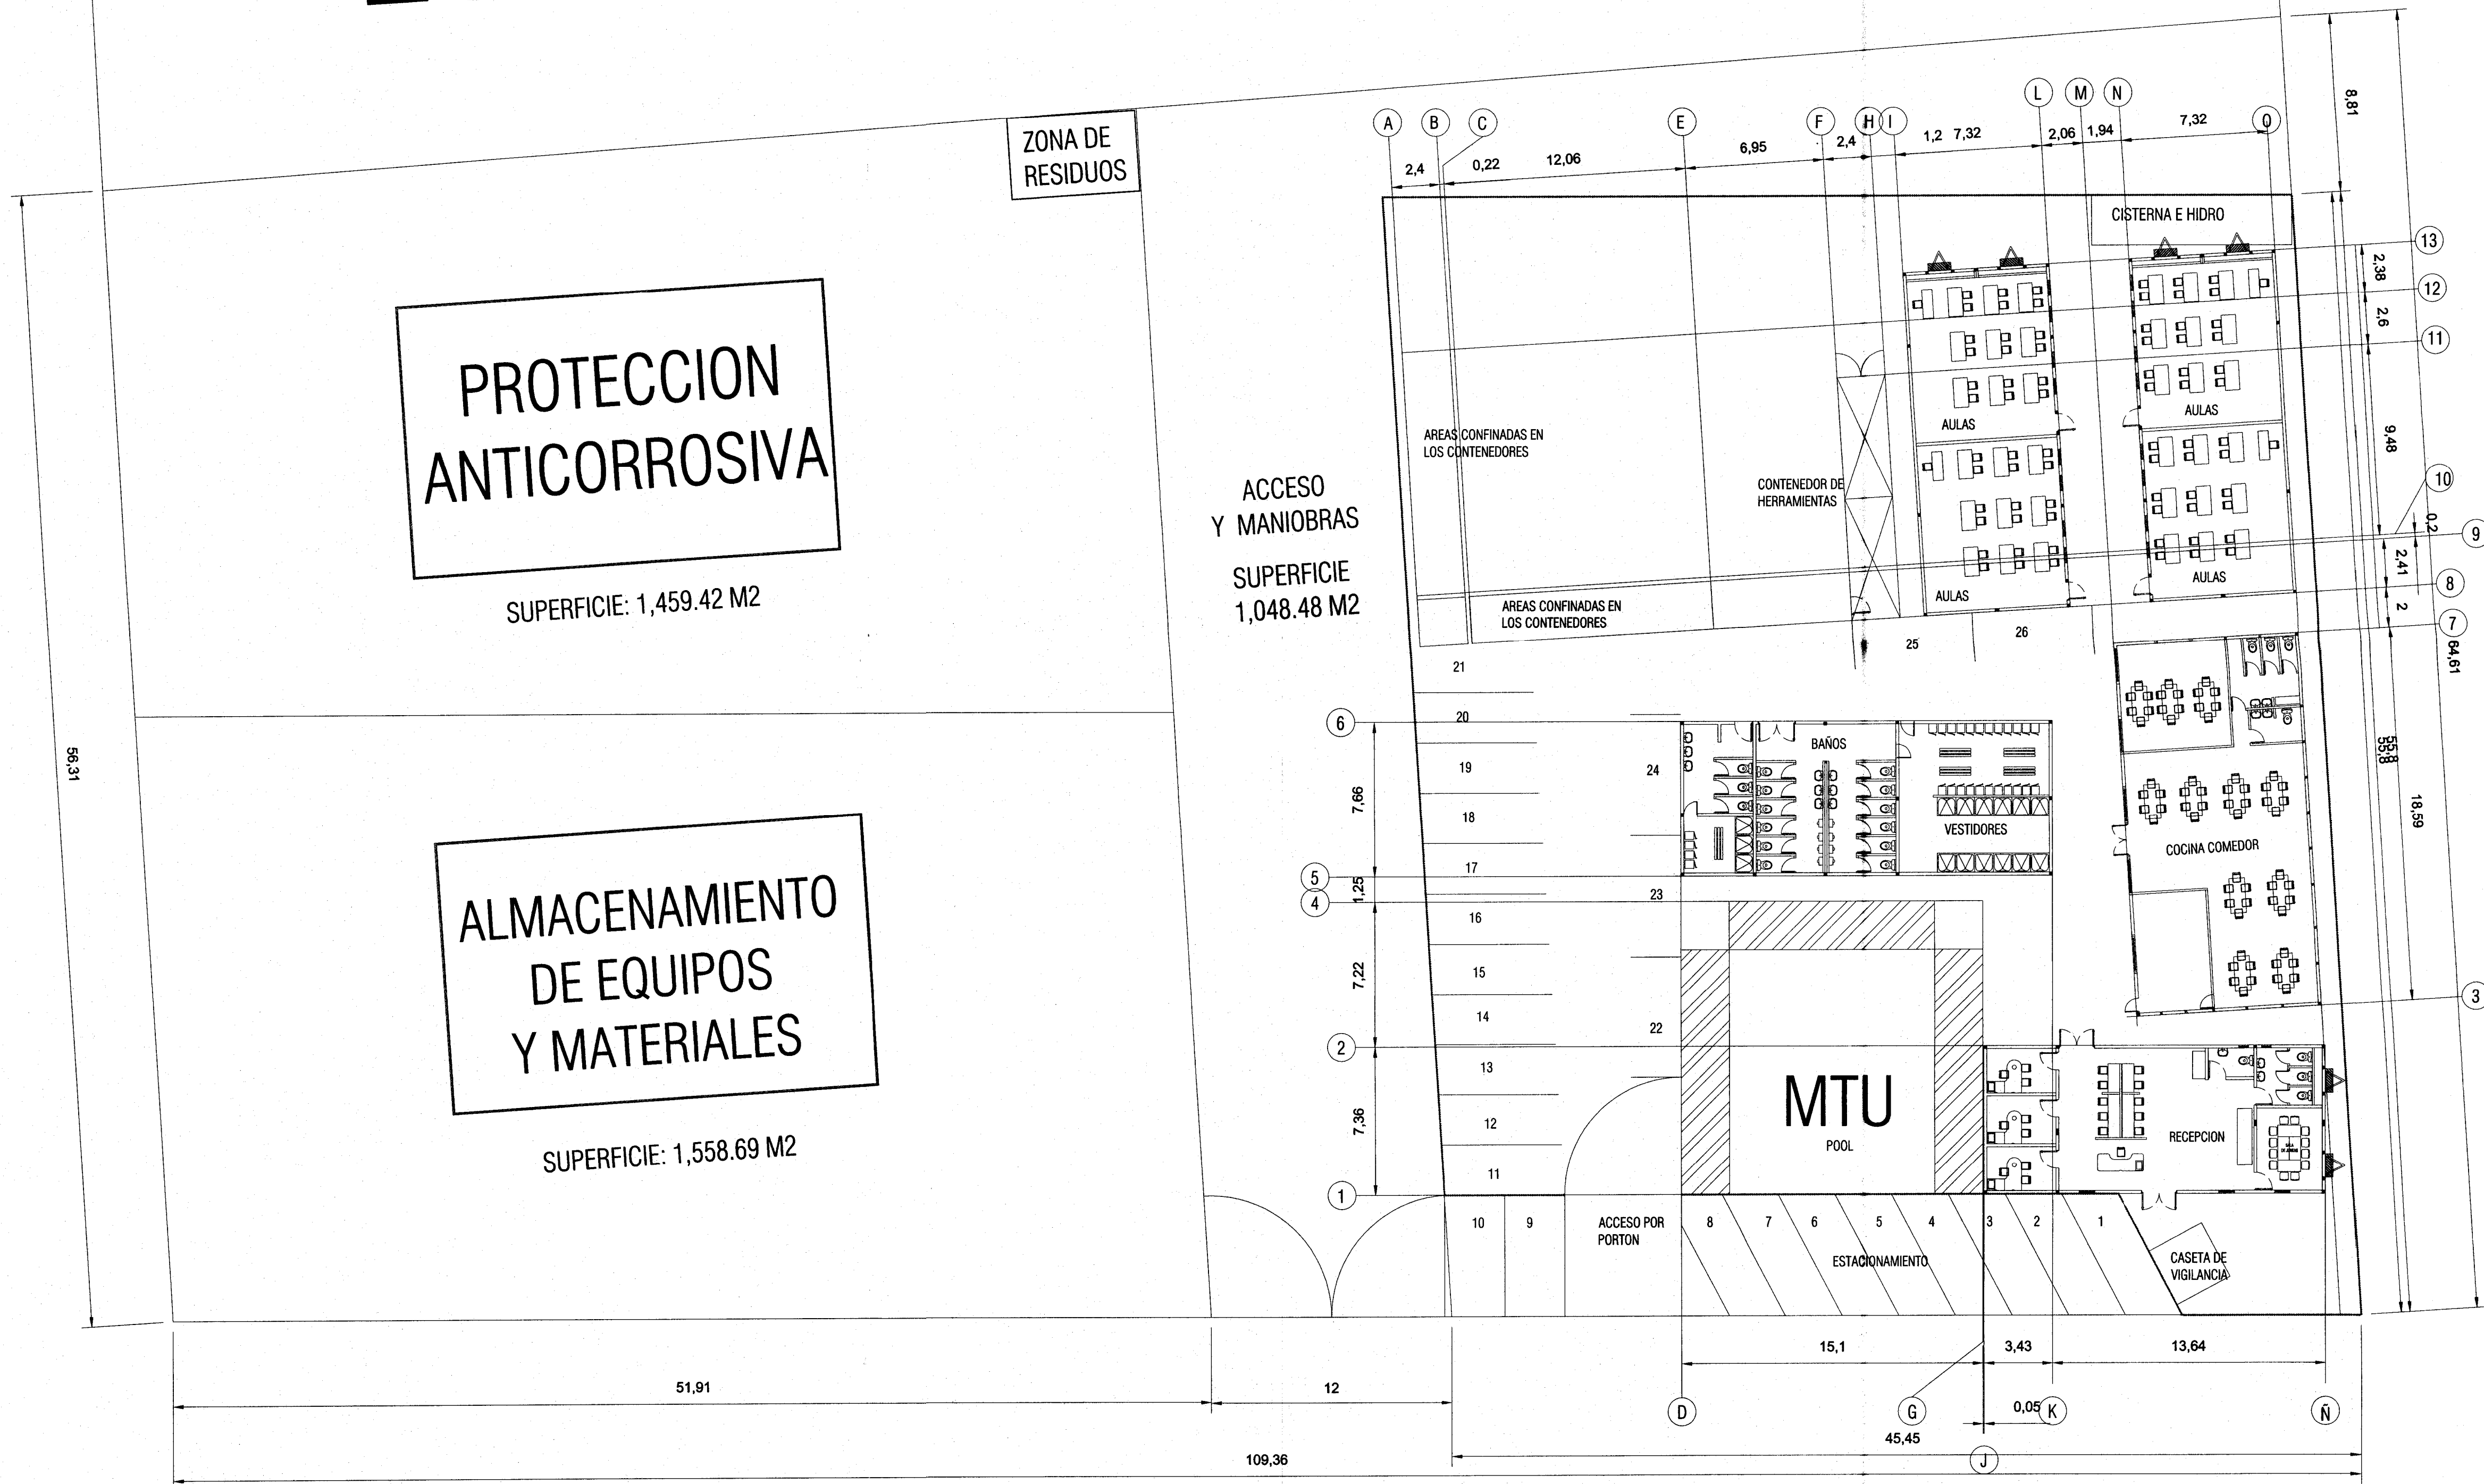 ZONA DE
RESIDUOS
PROTECCION
ANTICORROSIVA
SUPERFICIE: 1,459.42 M2
ALMACENAMIENTO
DE EQUIPOS
Y MATERIALES
SUPERFICIE: 1,558.69 M2
56,31
ACCESO
Y MANIOBRAS
SUPERFICIE
1,048.48 M2
A
B
C
E
F
H
I
L
M
N
O
2,4
0,22
12,06
6,95
2,4
1,2
7,32
2,06
1,94
7,32
8,81
CISTERNA E HIDRO
13
2,38
12
2,6
11
9,48
10
0,2
9
2,41
8
2
7
64,61
55,8
55,8
18,59
3
AREAS CONFINADAS EN
LOS CONTENEDORES
CONTENEDOR DE
HERRAMIENTAS
AREAS CONFINADAS EN
LOS CONTENEDORES
AULAS
AULAS
AULAS
AULAS
25
26
21
20
19
18
17
16
15
14
13
12
11
24
23
22
6
7,66
5
1,25
4
7,22
2
7,36
1
BAÑOS
VESTIDORES
COCINA COMEDOR
MTU
POOL
RECEPCION
10
9
ACCESO POR
PORTON
8
7
6
5
4
3
2
1
ESTACIONAMIENTO
CASETA DE
VIGILANCIA
15,1
3,43
13,64
51,91
12
D
G
0,05
K
Ñ
45,45
J
109,36